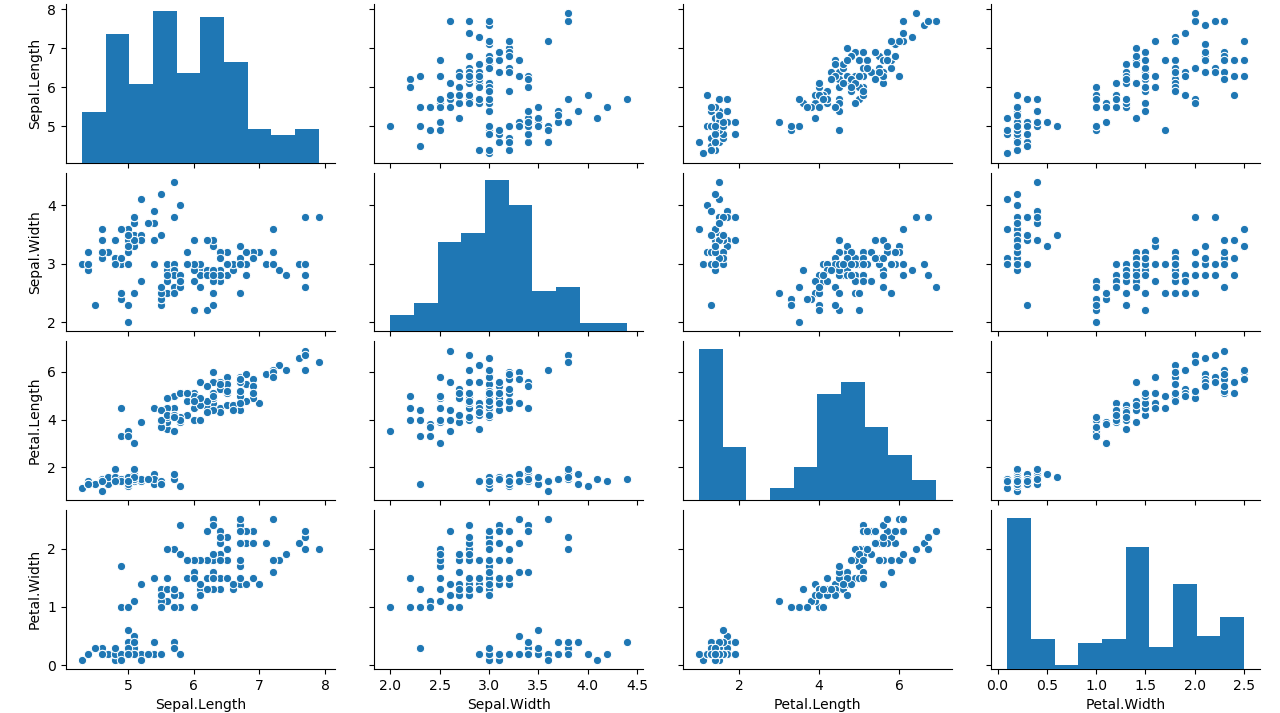 8
7
6
5
Sepal.Length
4
3
2
Sepal.Width
6
4
2
Petal.Length
2
1
0
Petal.Width
5 6 7 8
2.0 2.5 3.0 3.5 4.0 4.5
2 4 6
0.0 0.5 1.0 1.5 2.0 2.5
Sepal.Length Sepal.Width Petal.Length Petal.Width